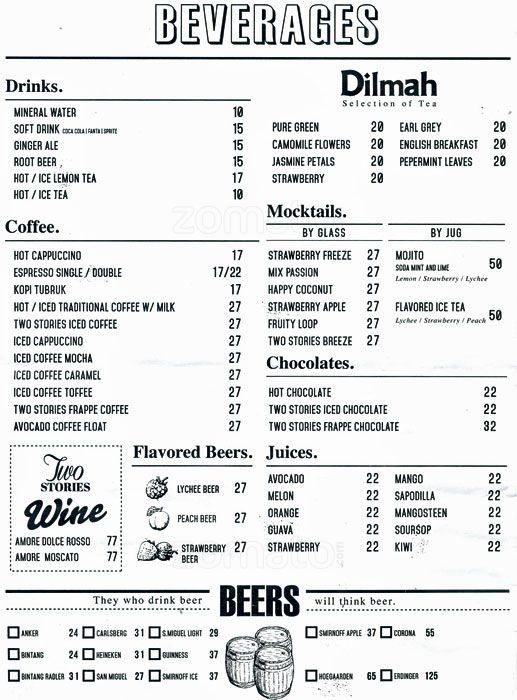 BEVERAGES
Drinks.
MINERAL WATER 10
SOFT DRINK COCA COLA | FANTA | SPRITE 15
GINGER ALE 15
ROOT BEER 15
HOT / ICE LEMON TEA 17
HOT / ICE TEA 10
Dilmah
Selection of Tea
PURE GREEN 20 EARL GREY 20
CAMOMILE FLOWERS 20 ENGLISH BREAKFAST 20
JASMINE PETALS 20 PEPERMINT LEAVES 20
STRAWBERRY 20
Coffee.
HOT CAPPUCCINO 17
ESPRESSO SINGLE / DOUBLE 17/22
KOPI TUBRUK 17
HOT / ICED TRADITIONAL COFFEE W/ MILK 27
TWO STORIES ICED COFFEE 27
ICED CAPPUCCINO 27
ICED COFFEE MOCHA 27
ICED COFFEE CARAMEL 27
ICED COFFEE TOFFEE 27
TWO STORIES FRAPPE COFFEE 27
AVOCADO COFFEE FLOAT 27
Mocktails.
BY GLASS
STRAWBERRY FREEZE 27
MIX PASSION 27
HAPPY COCONUT 27
STRAWBERRY APPLE 27
FRUITY LOOP 27
TWO STORIES BREEZE 27
BY JUG
MOJITO
SODA MINT AND LIME 50
Lemon / Strawberry / Lychee
FLAVORED ICE TEA
Lychee / Strawberry / Peach 50
Chocolates.
HOT CHOCOLATE 22
TWO STORIES ICED CHOCOLATE 22
TWO STORIES FRAPPE CHOCOLATE 32
Two
STORIES
Wine
AMORE DOLCE ROSSO 77
AMORE MOSCATO 77
Flavored Beers.
LYCHEE BEER 27
PEACH BEER 27
STRAWBERRY 27
BEER
Juices.
AVOCADO 22 MANGO 22
MELON 22 SAPODILLA 22
ORANGE 22 MANGOSTEEN 22
GUAVA 22 SOURSOP 22
STRAWBERRY 22 KIWI 22
They who drink beer BEERS will think beer.
ANKER 24 CARLSBERG 31 S.MIGUEL LIGHT 29 SMIRNOFF APPLE 37 CORONA 55
BINTANG 24 HEINEKEN 31 GUINNESS 37
BINTANG RADLER 31 SAN MIGUEL 27 SMIRNOFF ICE 37 HOEGAARDEN 65 ERDINGER 125
zomato
zomato.com